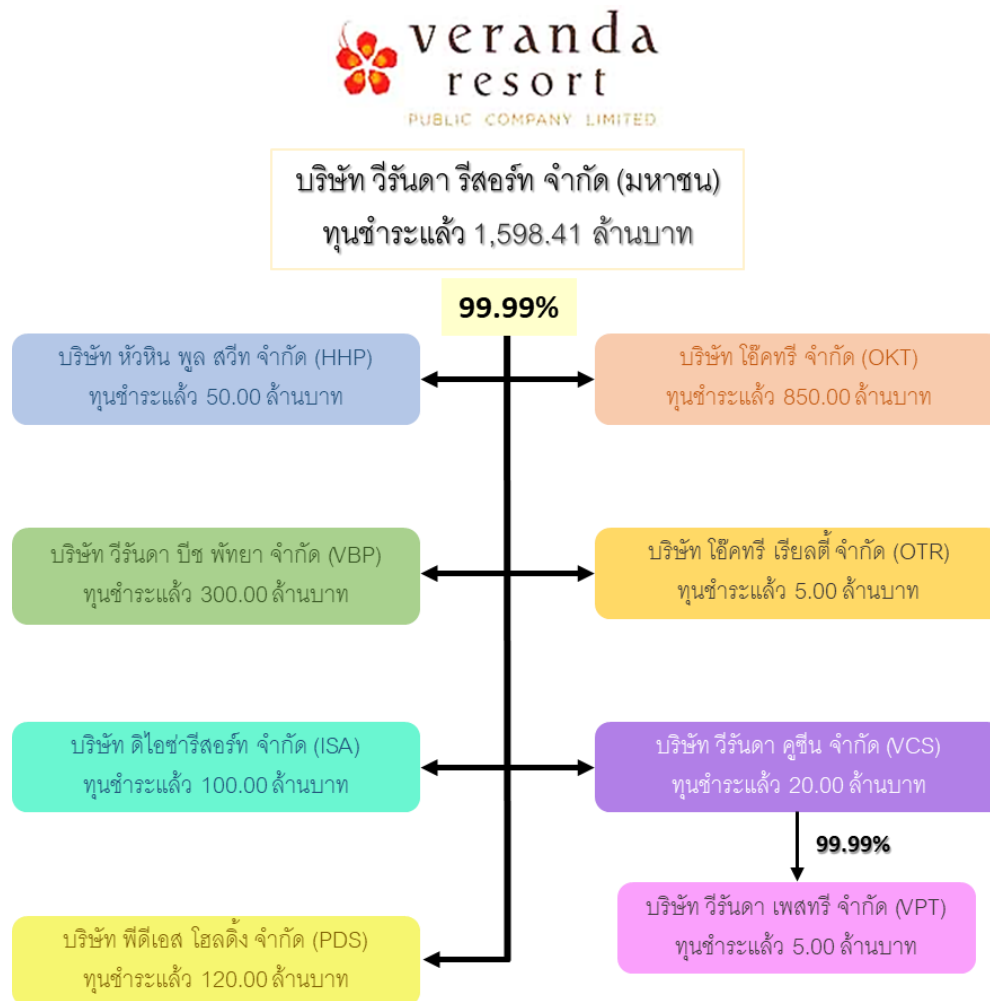 veranda
resort
PUBLIC COMPANY LIMITED
บริษัท วีรันดา รีสอร์ท จำกัด (มหาชน)
ทุนชำระแล้ว 1,598.41 ล้านบาท
99.99%
บริษัท หัวหิน พูล สวีท จำกัด (HHP)
ทุนชำระแล้ว 50.00 ล้านบาท
บริษัท โอ๊คทรี จำกัด (OKT)
ทุนชำระแล้ว 850.00 ล้านบาท
บริษัท วีรันดา บีช พัทยา จำกัด (VBP)
ทุนชำระแล้ว 300.00 ล้านบาท
บริษัท โอ๊คทรี เรียลตี้ จำกัด (OTR)
ทุนชำระแล้ว 5.00 ล้านบาท
บริษัท ดิไอซ่ารีสอร์ท จำกัด (ISA)
ทุนชำระแล้ว 100.00 ล้านบาท
บริษัท วีรันดา คูซีน จำกัด (VCS)
ทุนชำระแล้ว 20.00 ล้านบาท
99.99%
บริษัท วีรันดา เพสทรี จำกัด (VPT)
ทุนชำระแล้ว 5.00 ล้านบาท
บริษัท พีดีเอส โฮลดิ้ง จำกัด (PDS)
ทุนชำระแล้ว 120.00 ล้านบาท